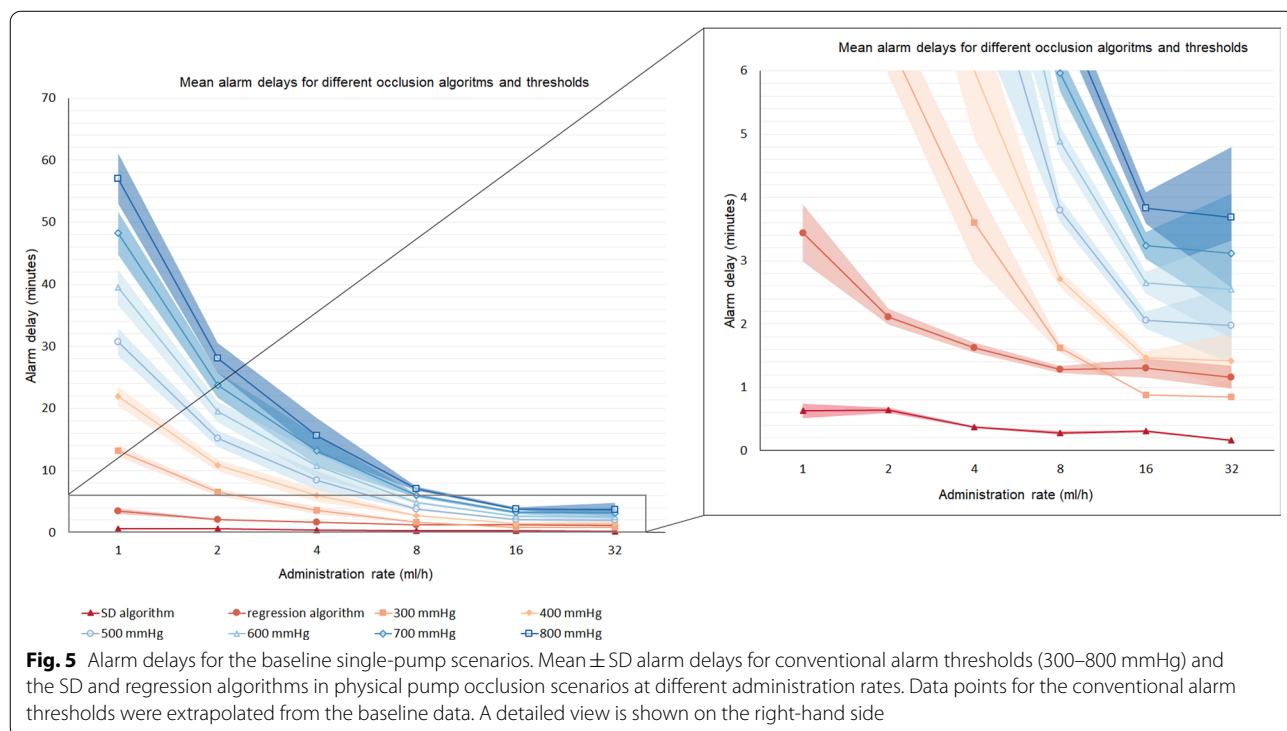 Mean alarm delays for different occlusion algoritms and thresholds
70
60
50
40
30
20
10
0
Alarm delay (minutes)
1 2 4 8 16 32
Administration rate (ml/h)
Mean alarm delays for different occlusion algoritms and thresholds
6
5
4
3
2
1
0
Alarm delay (minutes)
1 2 4 8 16 32
Administration rate (ml/h)
SD algorithm regression algorithm 300 mmHg 400 mmHg
500 mmHg 600 mmHg 700 mmHg 800 mmHg
Fig. 5 Alarm delays for the baseline single-pump scenarios. Mean ± SD alarm delays for conventional alarm thresholds (300–800 mmHg) and
the SD and regression algorithms in physical pump occlusion scenarios at different administration rates. Data points for the conventional alarm
thresholds were extrapolated from the baseline data. A detailed view is shown on the right-hand side